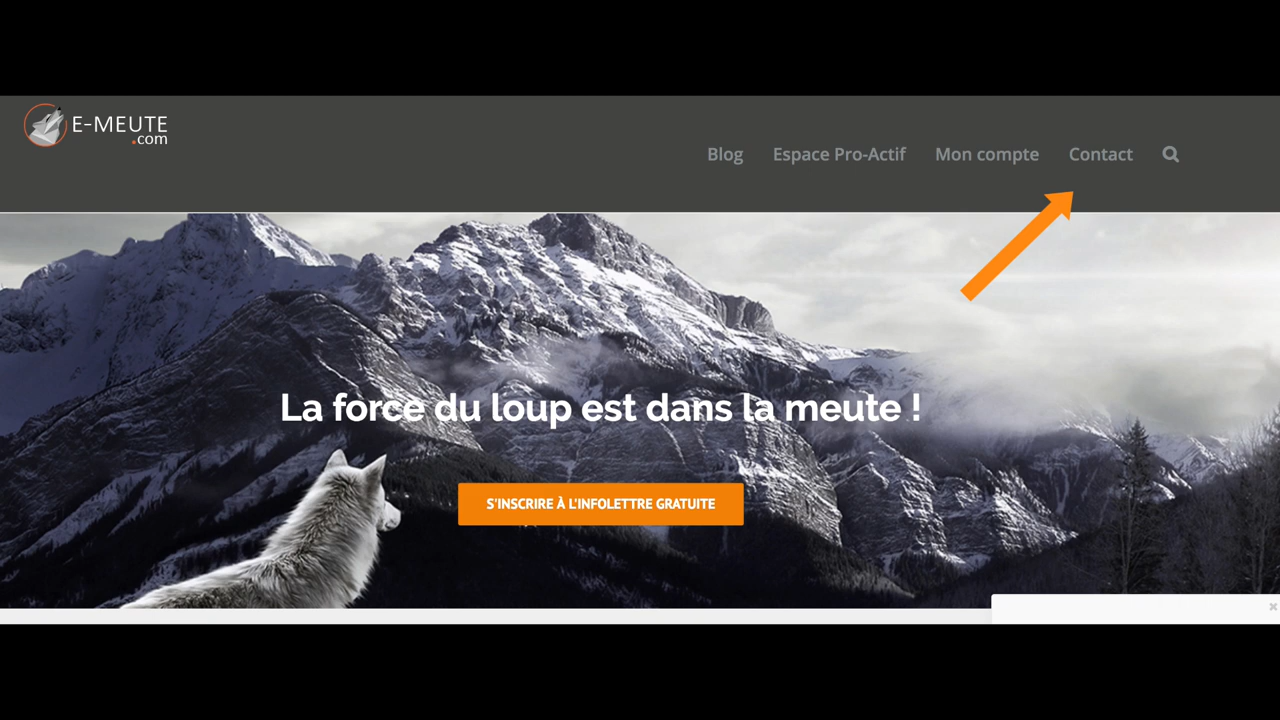 E-MEUTE
.com
Blog Espace Pro-Actif Mon compte Contact
La force du loup est dans la meute !
S'INSCRIRE À L'INFOLETTRE GRATUITE